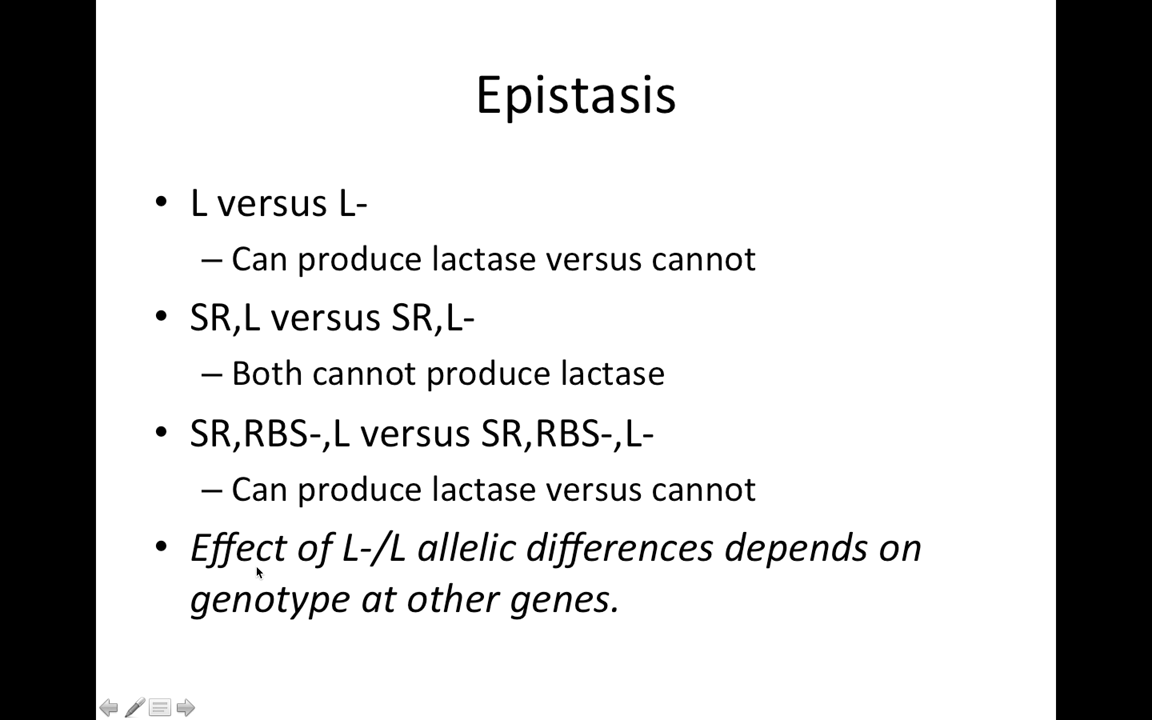 Epistasis
• L versus L-
– Can produce lactase versus cannot
• SR,L versus SR,L-
– Both cannot produce lactase
• SR,RBS-,L versus SR,RBS-,L-
– Can produce lactase versus cannot
• Effect of L-/L allelic differences depends on
genotype at other genes.